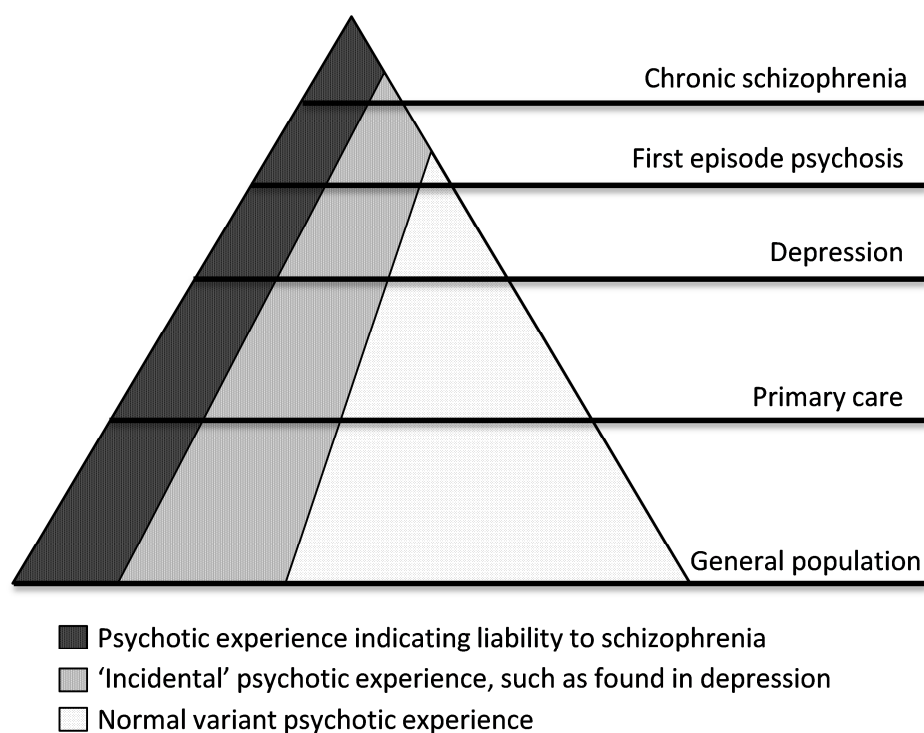 Chronic schizophrenia
First episode psychosis
Depression
Primary care
General population
Psychotic experience indicating liability to schizophrenia
‘Incidental’ psychotic experience, such as found in depression
Normal variant psychotic experience